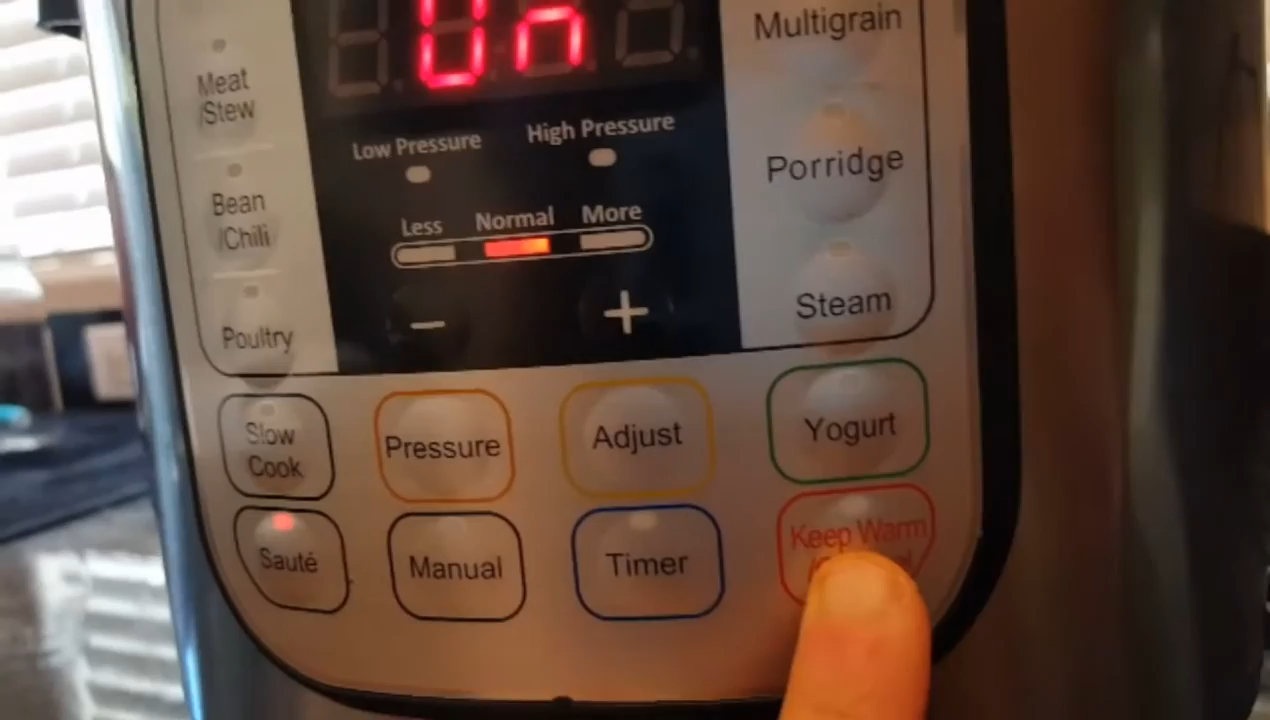 On
Multigrain
Meat
/Stew
Low Pressure
High Pressure
Porridge
Bean
/Chili
Less
Normal
More
Steam
Poultry
-
+
Slow
Cook
Pressure
Adjust
Yogurt
Sauté
Manual
Timer
Keep Warm